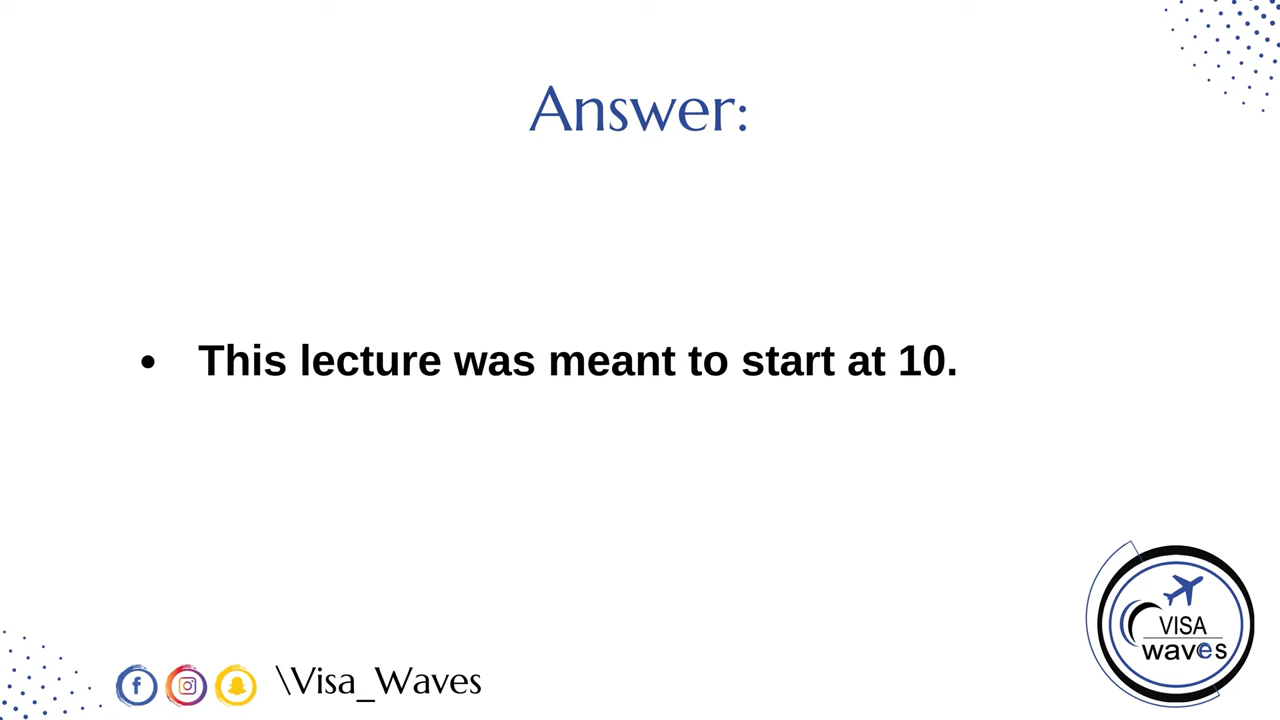 Answer:
• This lecture was meant to start at 10.
\Visa_Waves
VISA
waves